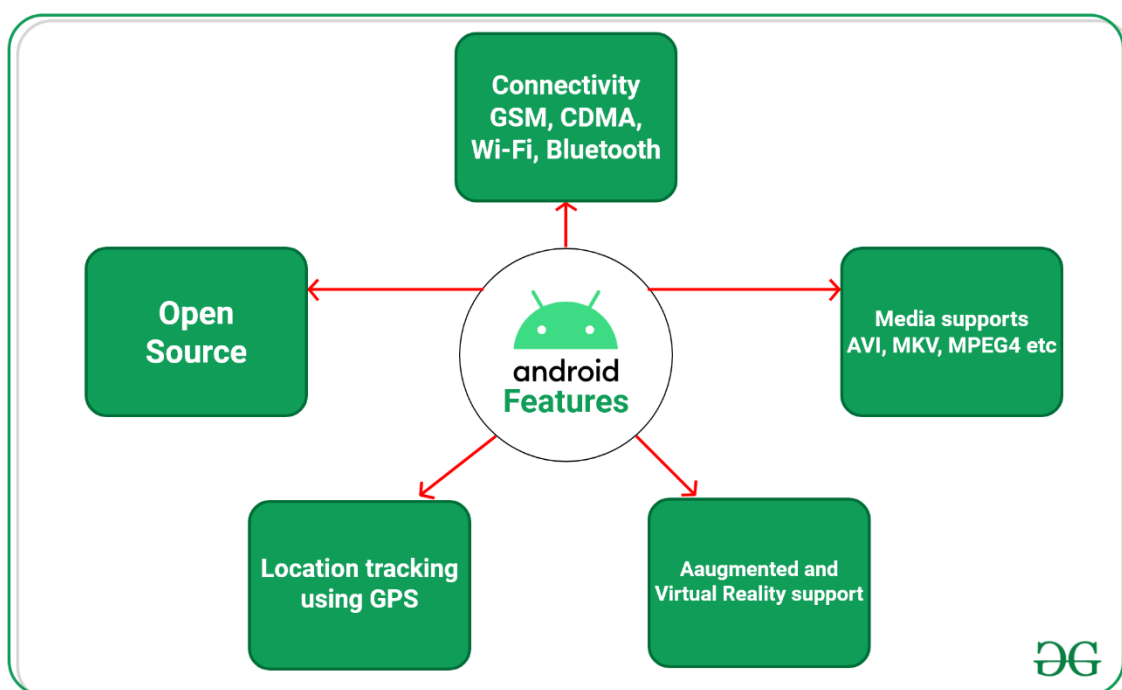 Connectivity
GSM, CDMA,
Wi-Fi, Bluetooth
Open
Source
Media supports
AVI, MKV, MPEG4 etc
android
Features
Location tracking
using GPS
Aaugmented and
Virtual Reality support